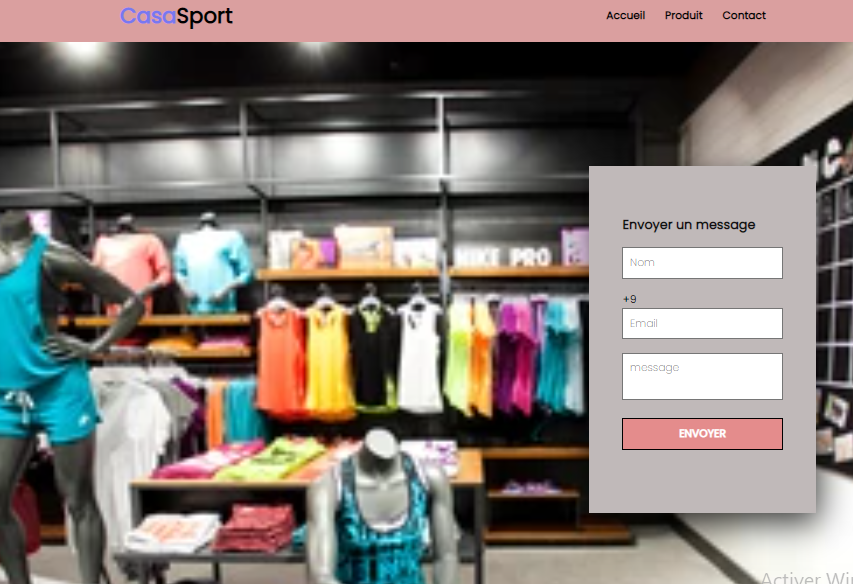 CasaSport
Accueil Produit Contact
NIKE PRO
Envoyer un message
Nom
+9
Email
message
ENVOYER
Activer Wi